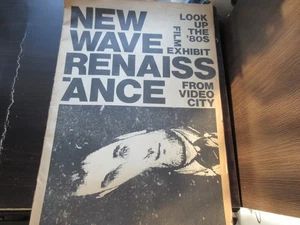 NEW
WAVE
RENAISS
ANCE
LOOK
UP
THE
'80S
FILM
EXHIBIT
FROM
VIDEO
CITY